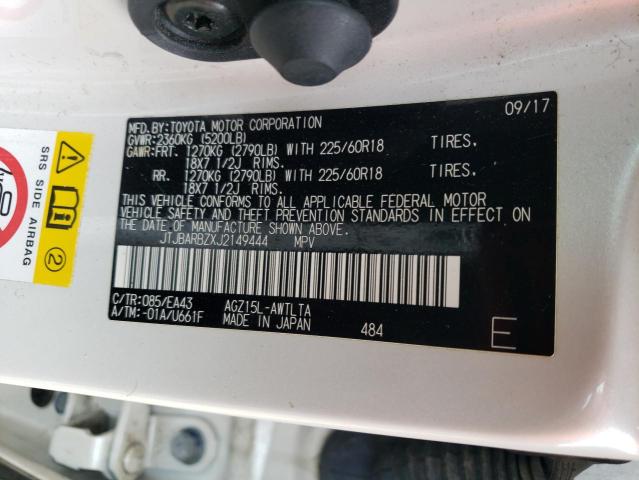 09/17
MFD.BY:TOYOTA MOTOR CORPORATION
GVWR:2360KG (5200LB)
GAWR:FRT. 1270KG (2790LB) WITH 225/60R18 TIRES.
18X7 1/2J RIMS.
RR. 1270KG (2790LB) WITH 225/60R18 TIRES.
18X7 1/2J RIMS.
THIS VEHICLE CONFORMS TO ALL APPLICABLE FEDERAL MOTOR
VEHICLE SAFETY AND THEFT PREVENTION STANDARDS IN EFFECT ON
THE DATE OF MANUFACTURE SHOWN ABOVE.
JTJBARBZXJ2149444 MPV
C/TR:085/EA43 AGZ15L-AWTLTA
A/TM:-01A/U661F MADE IN JAPAN 484 E
SRS SIDE AIRBAG
2